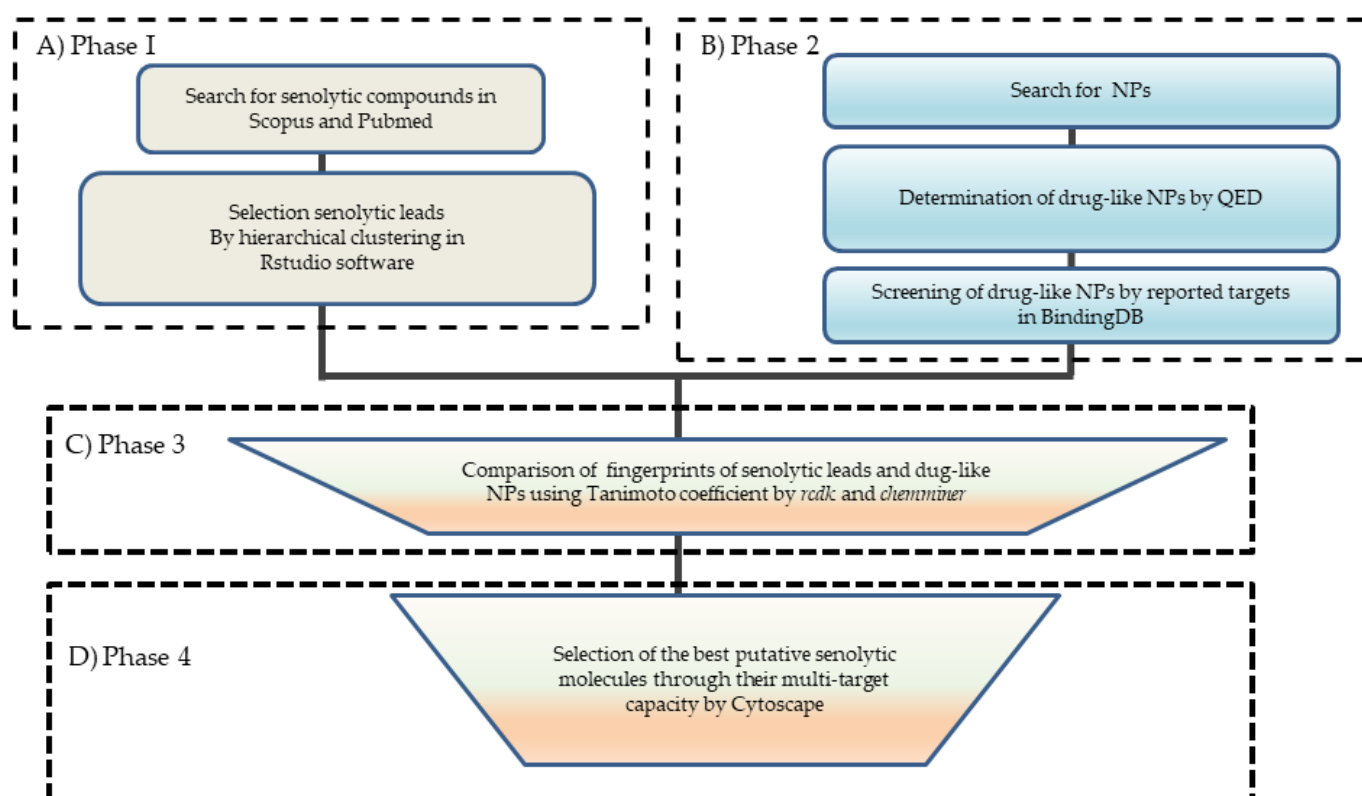 A) Phase I
Search for senolytic compounds in
Scopus and Pubmed
Selection senolytic leads
By hierarchical clustering in
Rstudio software
B) Phase 2
Search for NPs
Determination of drug-like NPs by QED
Screening of drug-like NPs by reported targets
in BindingDB
C) Phase 3
Comparison of fingerprints of senolytic leads and dug-like
NPs using Tanimoto coefficient by rcdk and chemminer
D) Phase 4
Selection of the best putative senolytic
molecules through their multi-target
capacity by Cytoscape